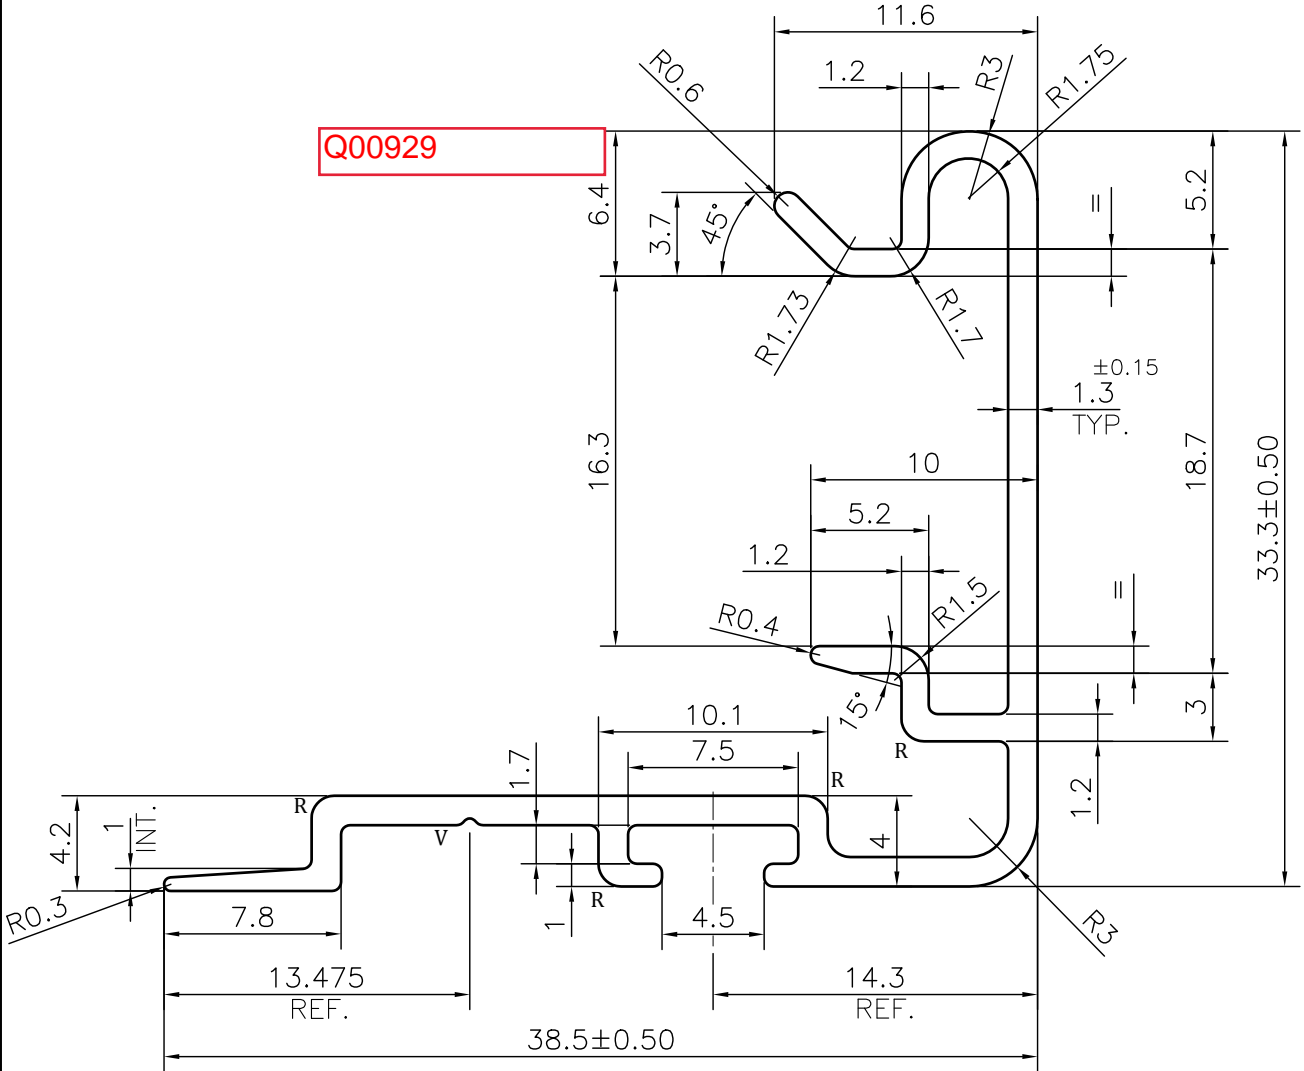 11.6
R0.6
1.2
R3
R1.75
Q00929
6.4
3.7
45°
=
5.2
R1.73
R1.7
±0.15
1.3
TYP.
16.3
10
18.7
33.3±0.50
5.2
1.2
R0.4
R1.5
=
15°
10.1
R
3
7.5
1.7
R
R
1.2
4.2
1
INT.
V
4
R0.3
7.8
R
1
4.5
R3
13.475
REF.
14.3
REF.
38.5±0.50